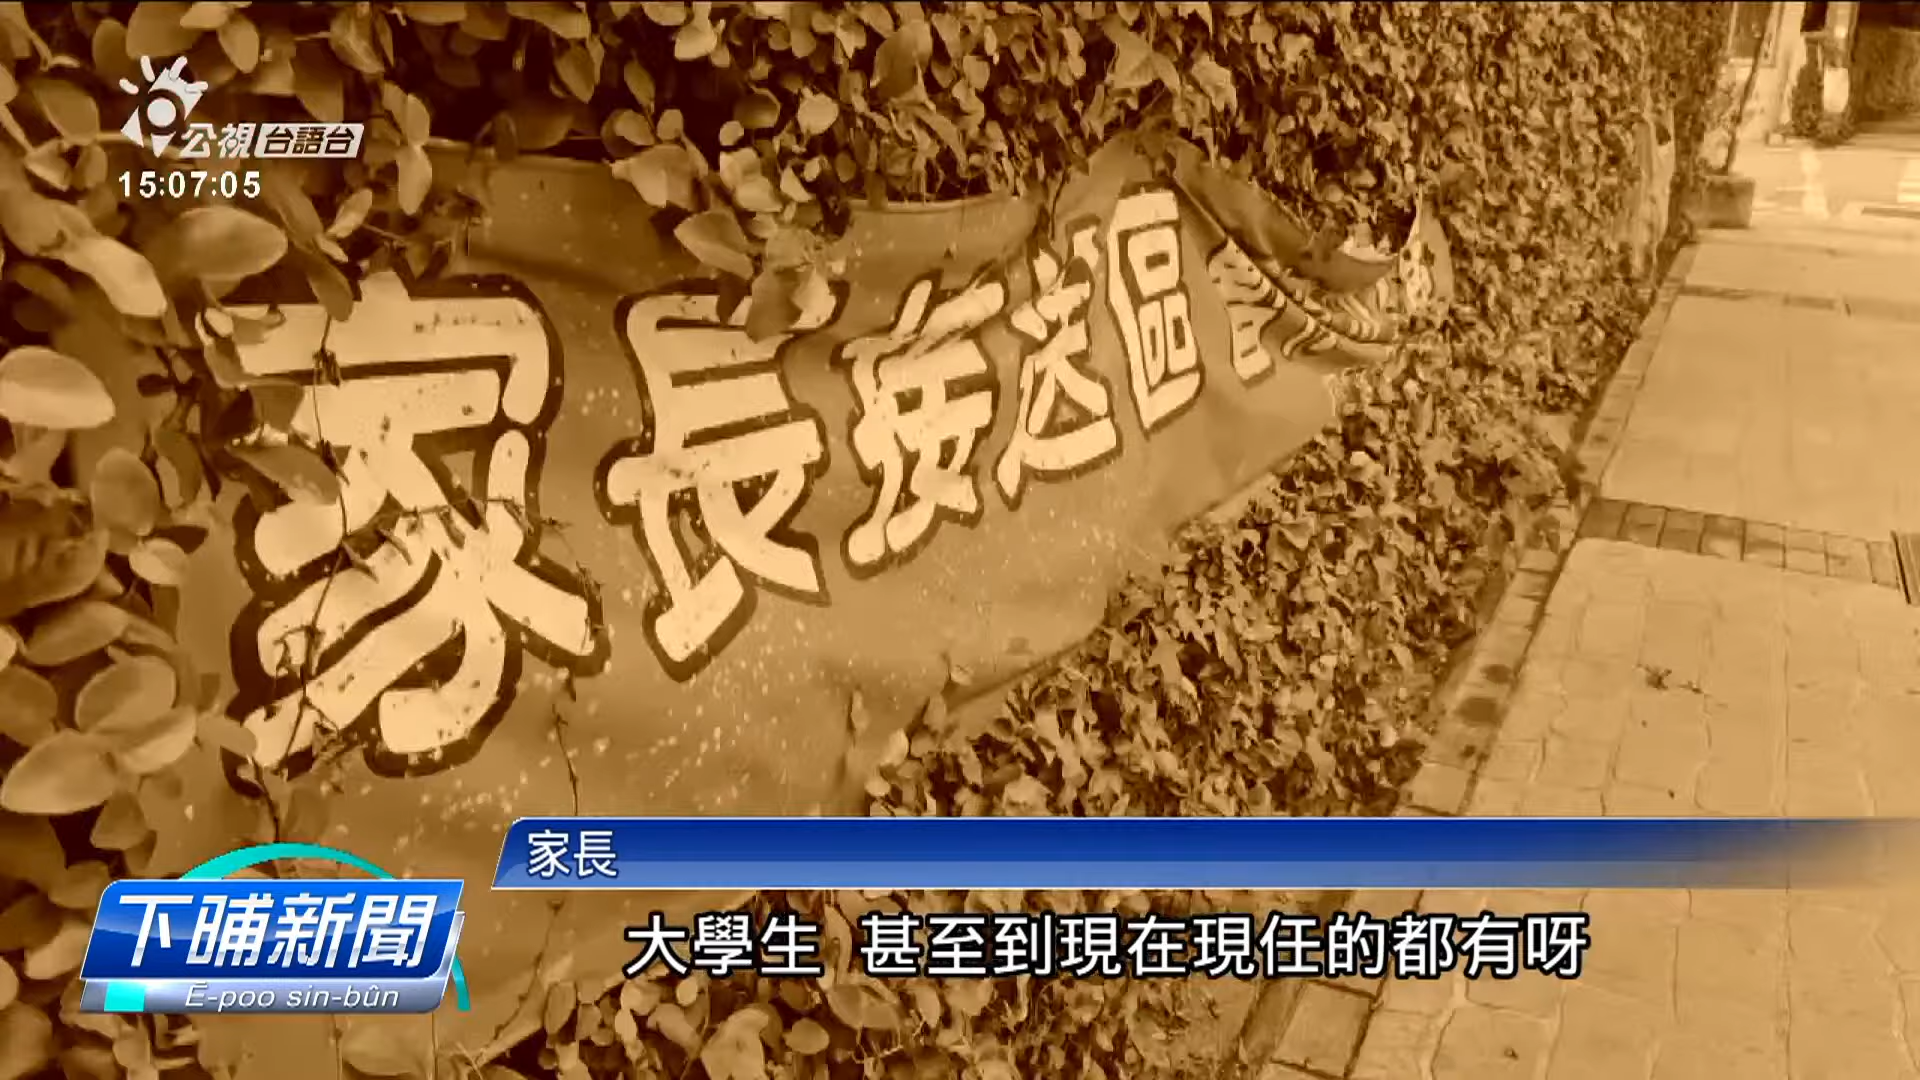 公視台語台
15:07:05
家長接送區
家長
大學生 甚至到現在現任的都有呀
下晡新聞
Ē-poo sin-bûn